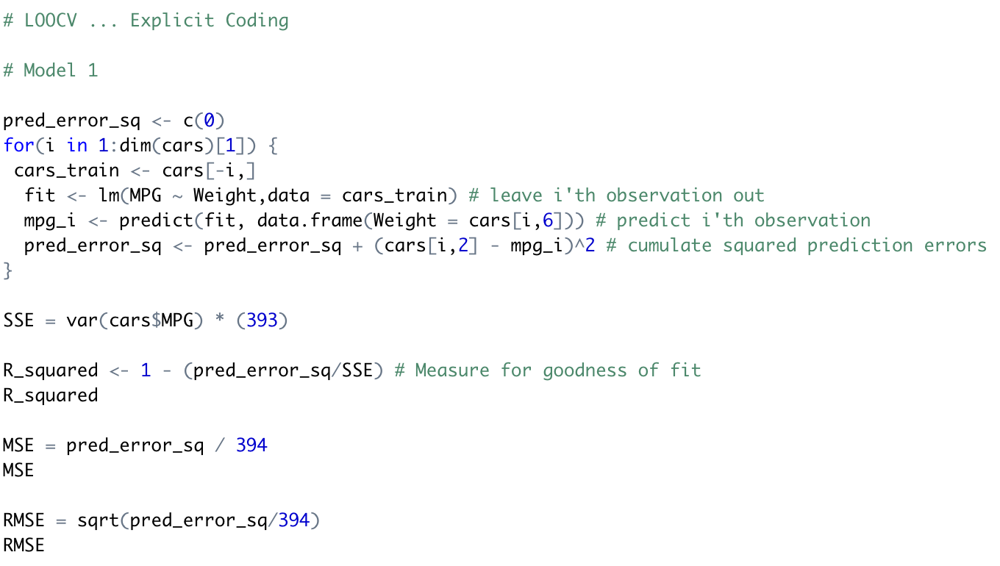 # LOOCV ... Explicit Coding
# Model 1
pred_error_sq <- c(0)
for(i in 1:dim(cars)[1]) {
 cars_train <- cars[-i,]
  fit <- lm(MPG ~ Weight,data = cars_train) # leave i'th observation out
  mpg_i <- predict(fit, data.frame(Weight = cars[i,6])) # predict i'th observation
  pred_error_sq <- pred_error_sq + (cars[i,2] - mpg_i)^2 # cumulate squared prediction errors
}
SSE = var(cars$MPG) * (393)
R_squared <- 1 - (pred_error_sq/SSE) # Measure for goodness of fit
R_squared
MSE = pred_error_sq / 394
MSE
RMSE = sqrt(pred_error_sq/394)
RMSE